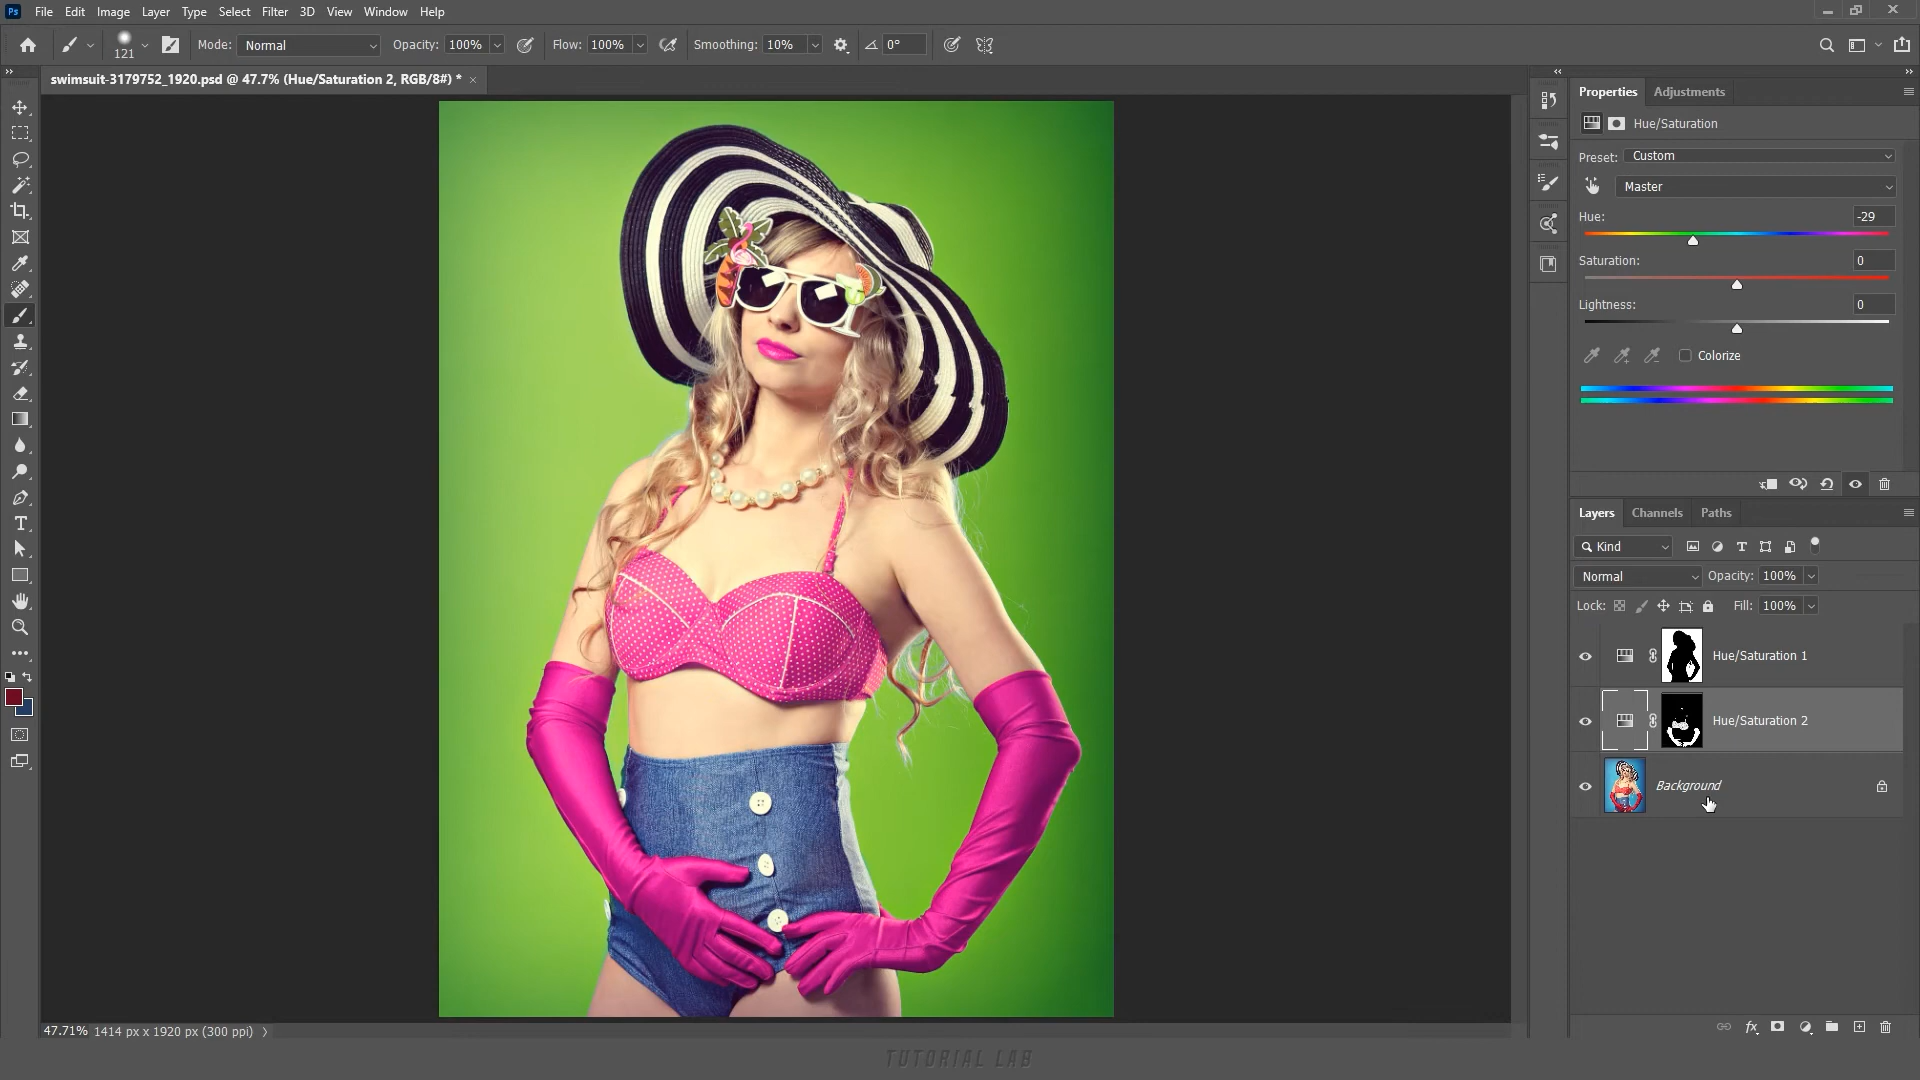 Ps File Edit Image Layer Type Select Filter 3D View Window Help
121 Mode: Normal Opacity: 100% Flow: 100% Smoothing: 10% 0°
swimsuit-3179752_1920.psd @ 47.7% (Hue/Saturation 2, RGB/8#) *
Properties Adjustments
Hue/Saturation
Preset: Custom
Master
Hue: -29
Saturation: 0
Lightness: 0
Colorize
Layers Channels Paths
Kind
Normal Opacity: 100%
Lock: Fill: 100%
Hue/Saturation 1
Hue/Saturation 2
Background
47.71% 1414 px x 1920 px (300 ppi)
TUTORIAL LAB